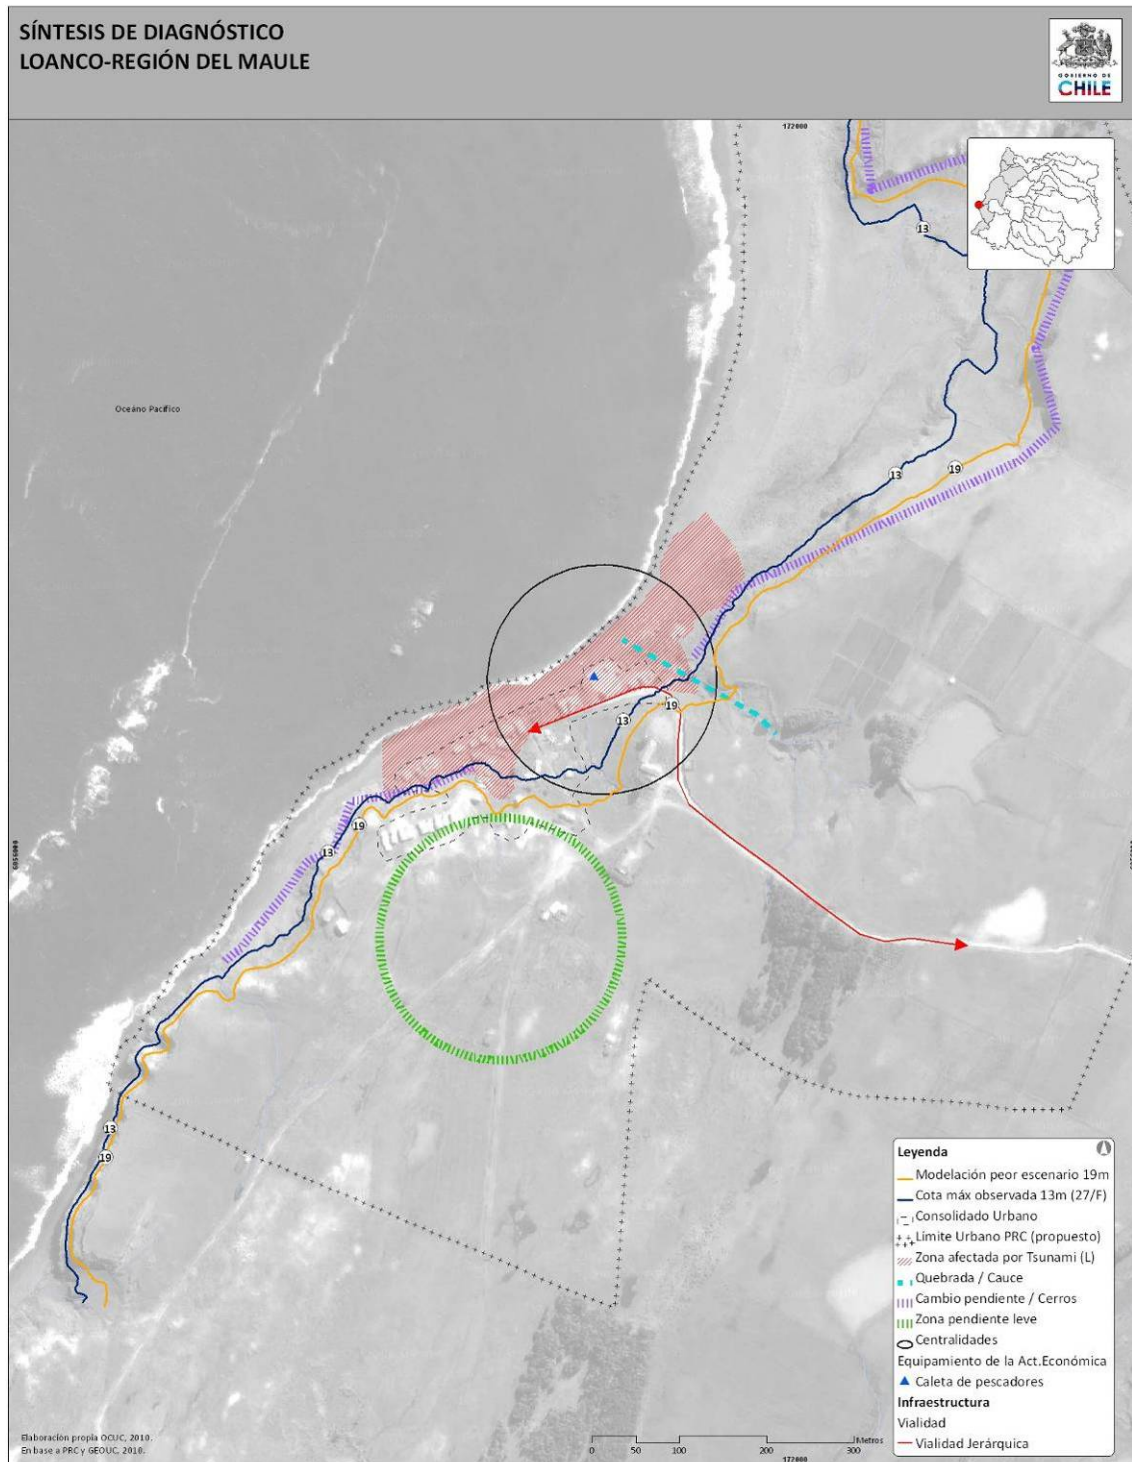 SÍNTESIS DE DIAGNÓSTICO
LOANCO-REGIÓN DEL MAULE
GOBIERNO DE
CHILE
172000
13
Oceáno Pacífico
13
19
19
13
6056000
19
13
13
19
Leyenda
Modelación peor escenario 19m
Cota máx observada 13m (27/F)
Consolidado Urbano
Límite Urbano PRC (propuesto)
Zona afectada por Tsunami (L)
Quebrada / Cauce
Cambio pendiente / Cerros
Zona pendiente leve
Centralidades
Equipamiento de la Act.Económica
Caleta de pescadores
Infraestructura
Vialidad
Vialidad Jerárquica
Elaboración propia OCUC, 2010.
En base a PRC y GEOUC, 2010.
Metros
0 50 100 200 300
172000